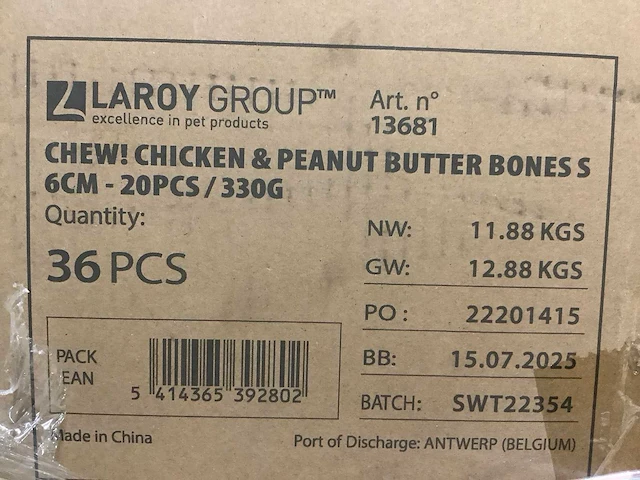 LAROY GROUP™
excellence in pet products
Art. n°
13681
CHEW! CHICKEN & PEANUT BUTTER BONES S
6CM - 20PCS / 330G
Quantity:
36 PCS
NW: 11.88 KGS
GW: 12.88 KGS
PO : 22201415
BB: 15.07.2025
BATCH: SWT22354
PACK
EAN
5 414365 392802
Made in China
Port of Discharge: ANTWERP (BELGIUM)